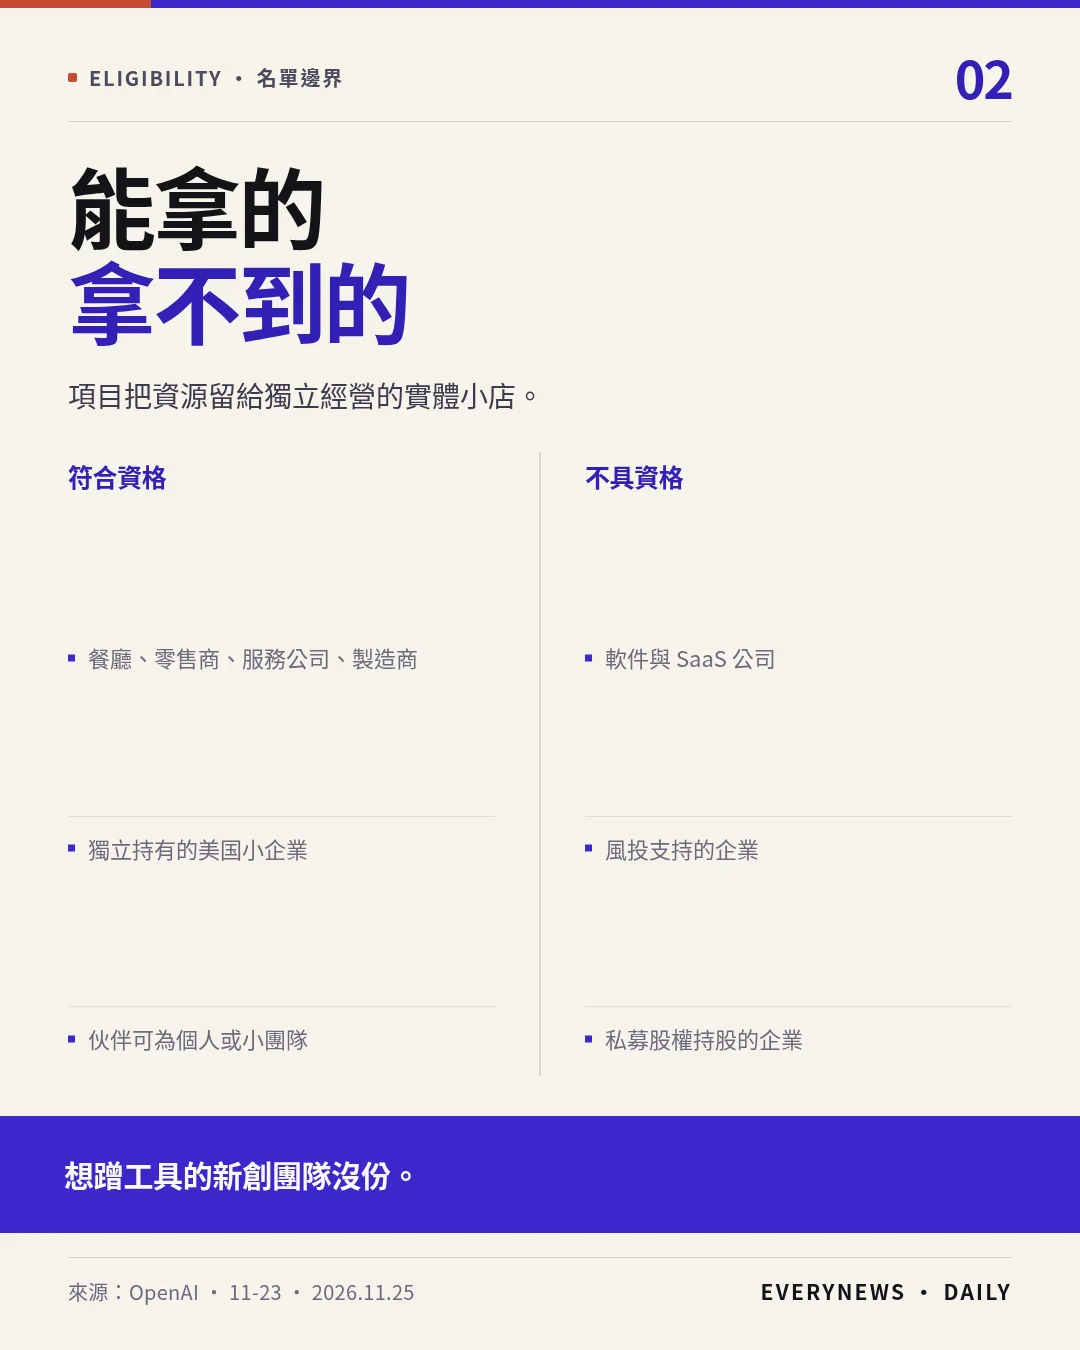 ELIGIBILITY • 名單邊界
02
能拿的
拿不到的
項目把資源留給獨立經營的實體小店。
符合資格
餐廳、零售商、服務公司、製造商
獨立持有的美国小企業
伙伴可為個人或小團隊
不具資格
軟件與 SaaS 公司
風投支持的企業
私募股權持股的企業
想蹭工具的新創團隊沒份。
來源：OpenAI • 11-23 • 2026.11.25
EVERYNEWS • DAILY